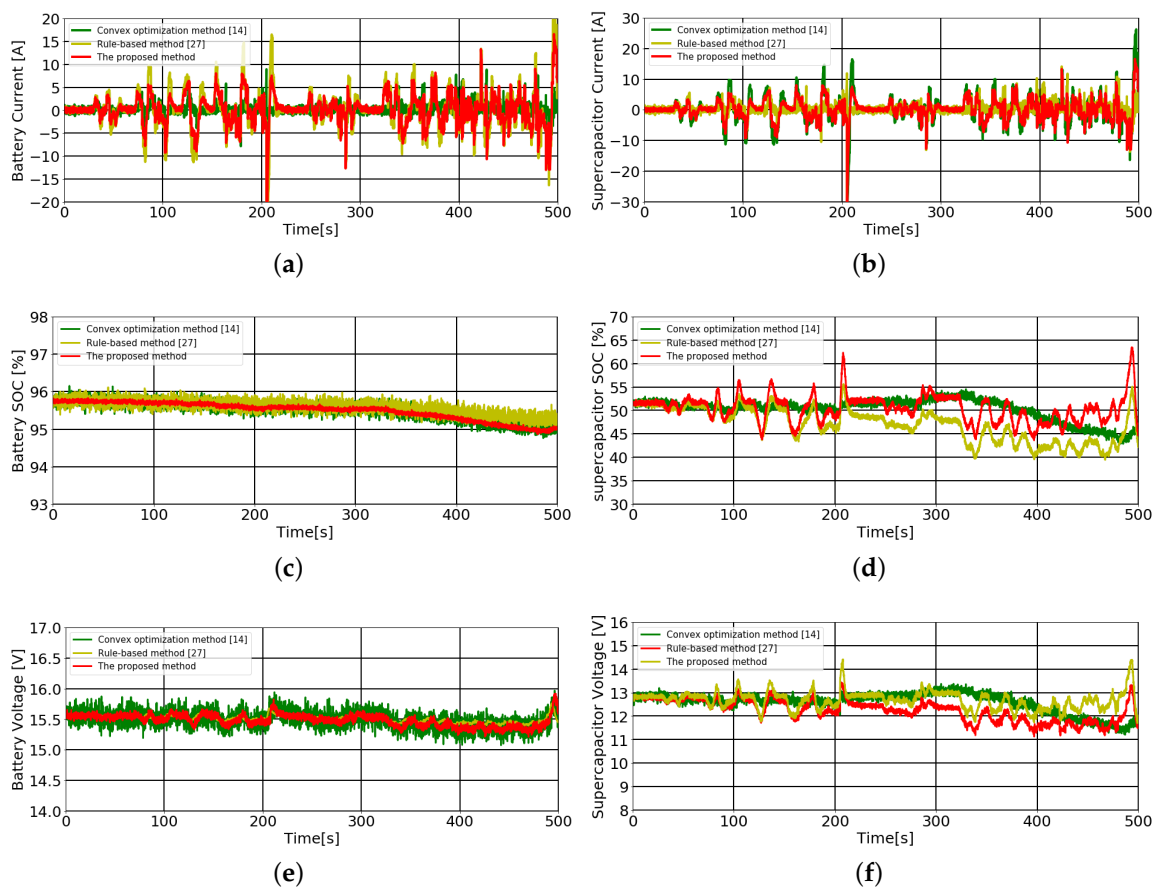 Battery Current [A]
20
15
10
5
0
−5
−10
−15
−20
Convex optimization method [14]
Rule-based method [27]
The proposed method
0
100
200
300
400
500
Time[s]
(a)
Supercapacitor Current [A]
30
20
10
0
−10
−20
−30
Convex optimization method [14]
Rule-based method [27]
The proposed method
0
100
200
300
400
500
Time[s]
(b)
Battery SOC [%]
98
97
96
95
94
93
Convex optimization method [14]
Rule-based method [27]
The proposed method
0
100
200
300
400
500
Time[s]
(c)
supercapacitor SOC [%]
70
65
60
55
50
45
40
35
30
Convex optimization method [14]
Rule-based method [27]
The proposed method
0
100
200
300
400
500
Time[s]
(d)
Battery Voltage [V]
17.0
16.5
16.0
15.5
15.0
14.5
14.0
Convex optimization method [14]
Rule-based method [27]
The proposed method
0
100
200
300
400
500
Time[s]
(e)
Supercapacitor Voltage [V]
16
15
14
13
12
11
10
9
8
Convex optimization method [14]
Rule-based method [27]
The proposed method
0
100
200
300
400
500
Time[s]
(f)